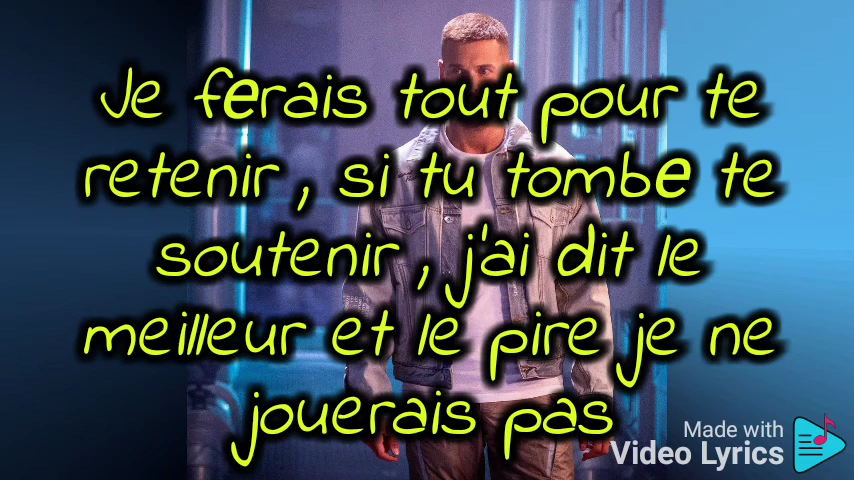 Je ferais tout pour te
retenir, si tu tombe te
soutenir, j'ai dit le
meilleur et le pire je ne
jouerais pas
Made with
Video Lyrics